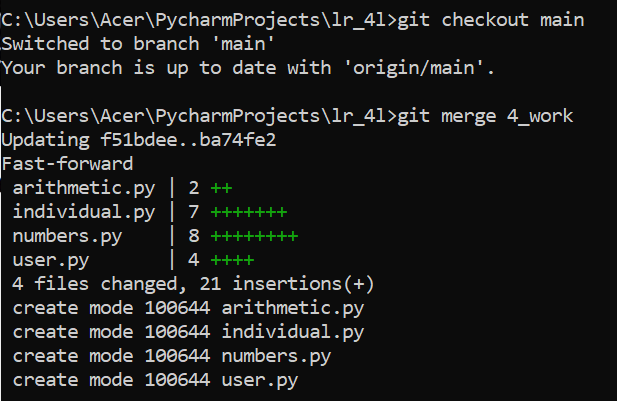 C:\Users\Acer\PycharmProjects\lr_4l>git checkout main
Switched to branch 'main'
Your branch is up to date with 'origin/main'.
C:\Users\Acer\PycharmProjects\lr_4l>git merge 4_work
Updating f51bdee..ba74fe2
Fast-forward
 arithmetic.py | 2 ++
 individual.py | 7 +++++++
 numbers.py    | 8 ++++++++
 user.py       | 4 ++++
 4 files changed, 21 insertions(+)
 create mode 100644 arithmetic.py
 create mode 100644 individual.py
 create mode 100644 numbers.py
 create mode 100644 user.py